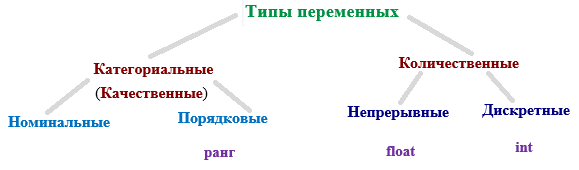 Типы переменных
Категориальные
(Качественные)
Количественные
Номинальные
Порядковые
Непрерывные
Дискретные
ранг
float
int